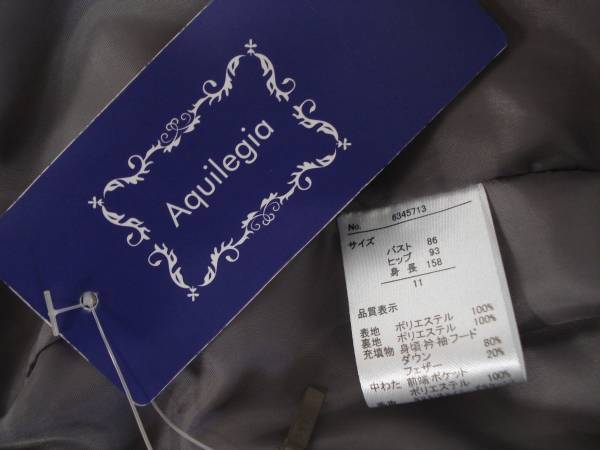 Aquilegia
No. 6345713
サイズ
バスト 86
ヒップ 93
身長 158
11
品質表示
表地 ポリエステル 100%
裏地 ポリエステル 100%
充填物 身頃衿袖フード
ダウン 80%
フェザー 20%
中わた 前端ポケット
ポリエステル 100%